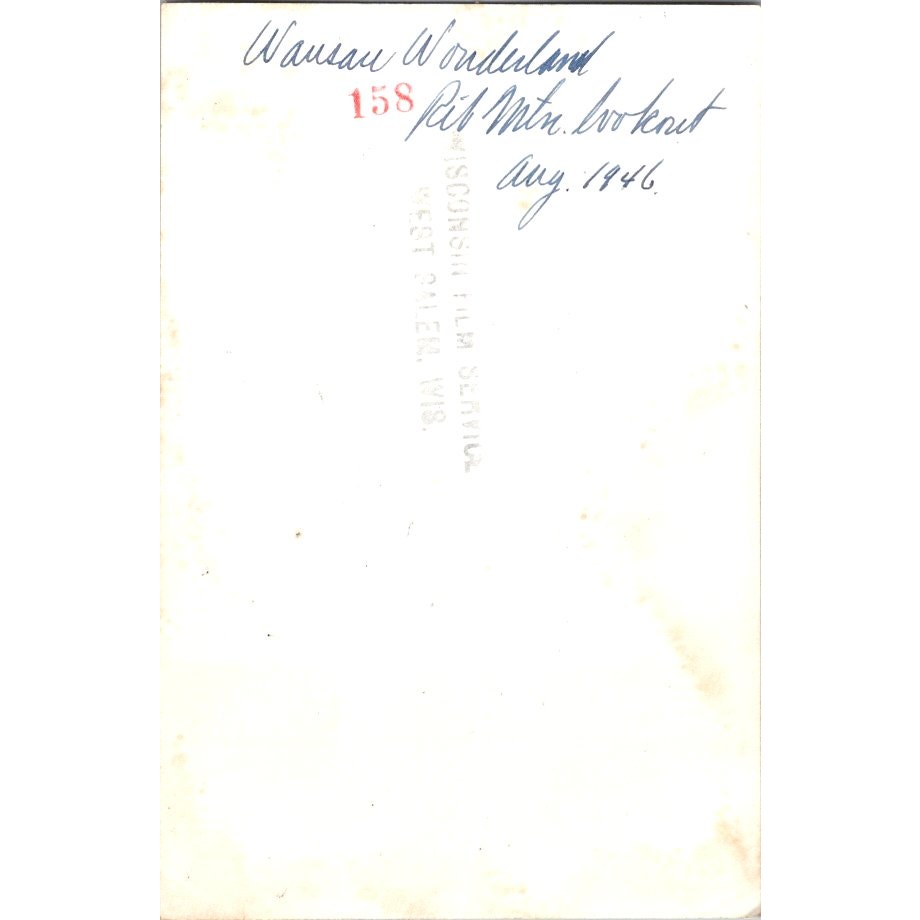 Wausau Wonderland
158
Rib Mtn. lookout
Aug. 1946.
WISCONSIN FILM SERVICE
WEST SALEM, WIS.